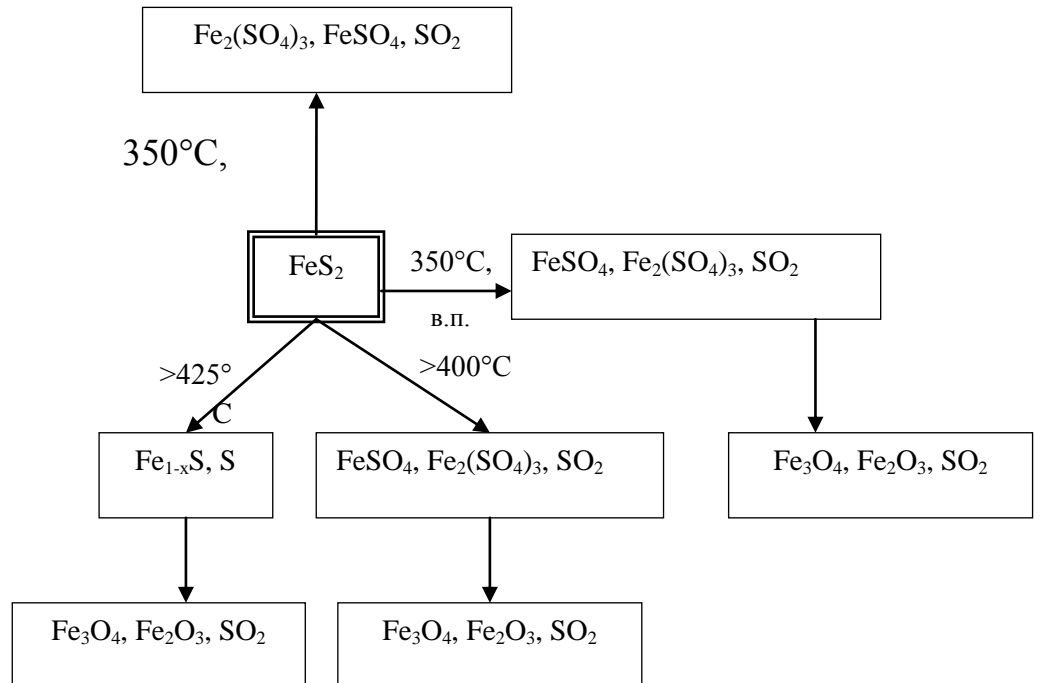 Fe₂(SO₄)₃, FeSO₄, SO₂
350°C,
FeS₂
350°C,
в.п.
FeSO₄, Fe₂(SO₄)₃, SO₂
>425°
C
>400°C
Fe₁₋ₓS, S
FeSO₄, Fe₂(SO₄)₃, SO₂
Fe₃O₄, Fe₂O₃, SO₂
Fe₃O₄, Fe₂O₃, SO₂
Fe₃O₄, Fe₂O₃, SO₂